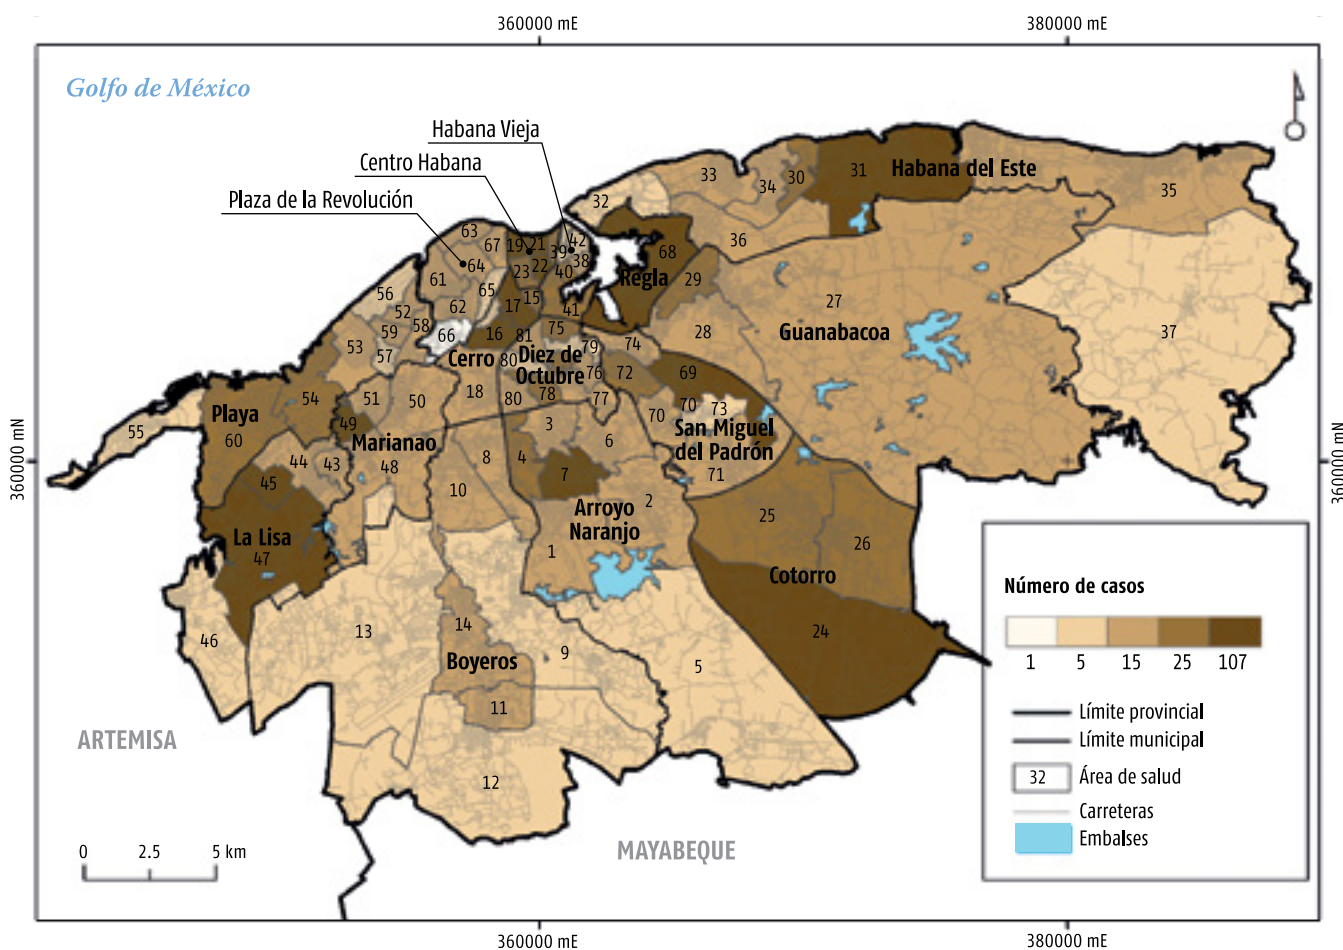 360000 mE
380000 mE
Golfo de México
Habana Vieja
Centro Habana
Plaza de la Revolución
33
34
30
31
Habana del Este
35
32
36
63
67
19
21
39
42
38
64
23
22
40
68
61
65
Regla
29
56
62
17
15
41
27
37
52
58
59
66
16
81
75
28
Guanabacoa
53
57
Cerro
80
Diez de
Octubre
79
74
76
72
69
54
51
50
18
80
78
77
70
70
73
Playa
60
49
Marianao
3
6
San Miguel
del Padrón
55
44
43
48
8
4
7
71
45
10
2
25
Arroyo
Naranjo
La Lisa
47
1
26
Cotorro
46
13
14
9
5
24
Boyeros
11
12
360000 mN
360000 mN
ARTEMISA
MAYABEQUE
0 2.5 5 km
Número de casos
1 5 15 25 107
Límite provincial
Límite municipal
32 Área de salud
Carreteras
Embalses
360000 mE
380000 mE